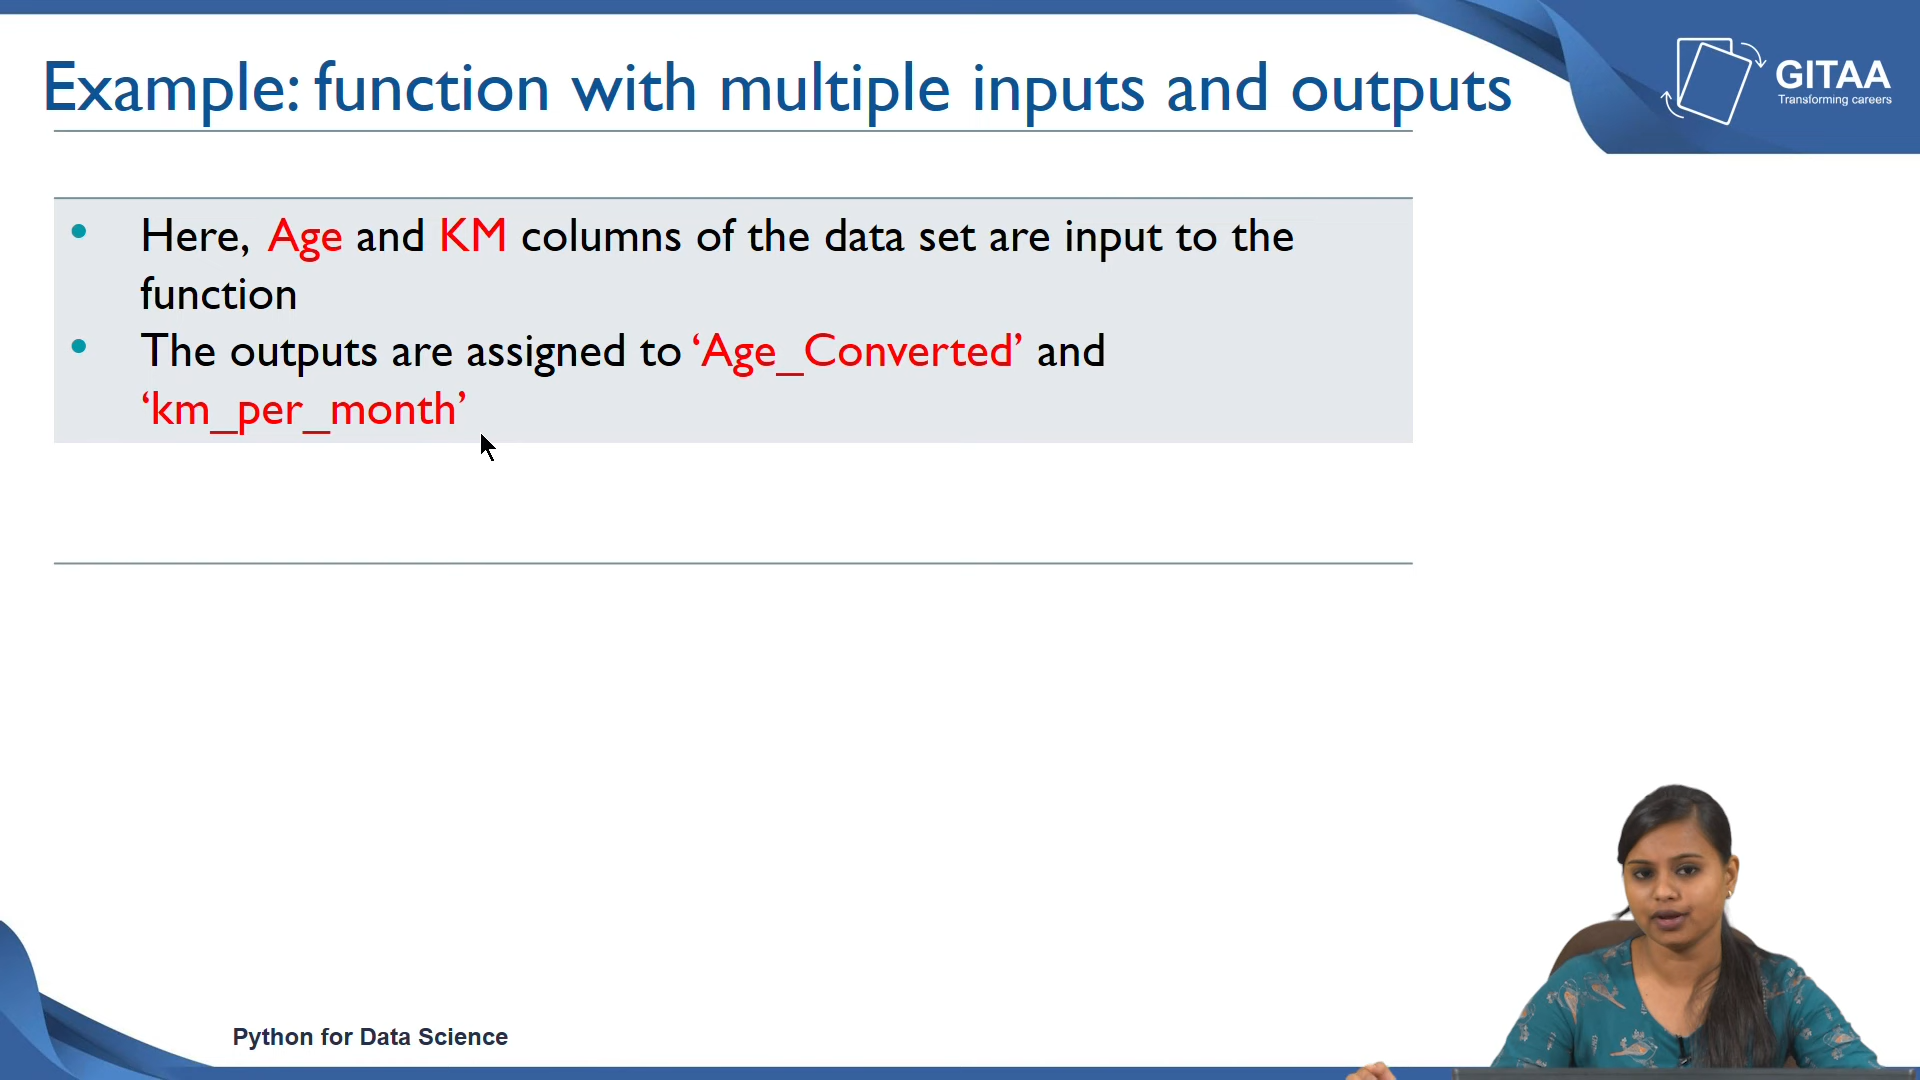 Example: function with multiple inputs and outputs
GITAA
Transforming careers
• Here, Age and KM columns of the data set are input to the
function
• The outputs are assigned to ‘Age_Converted’ and
‘km_per_month’
Python for Data Science